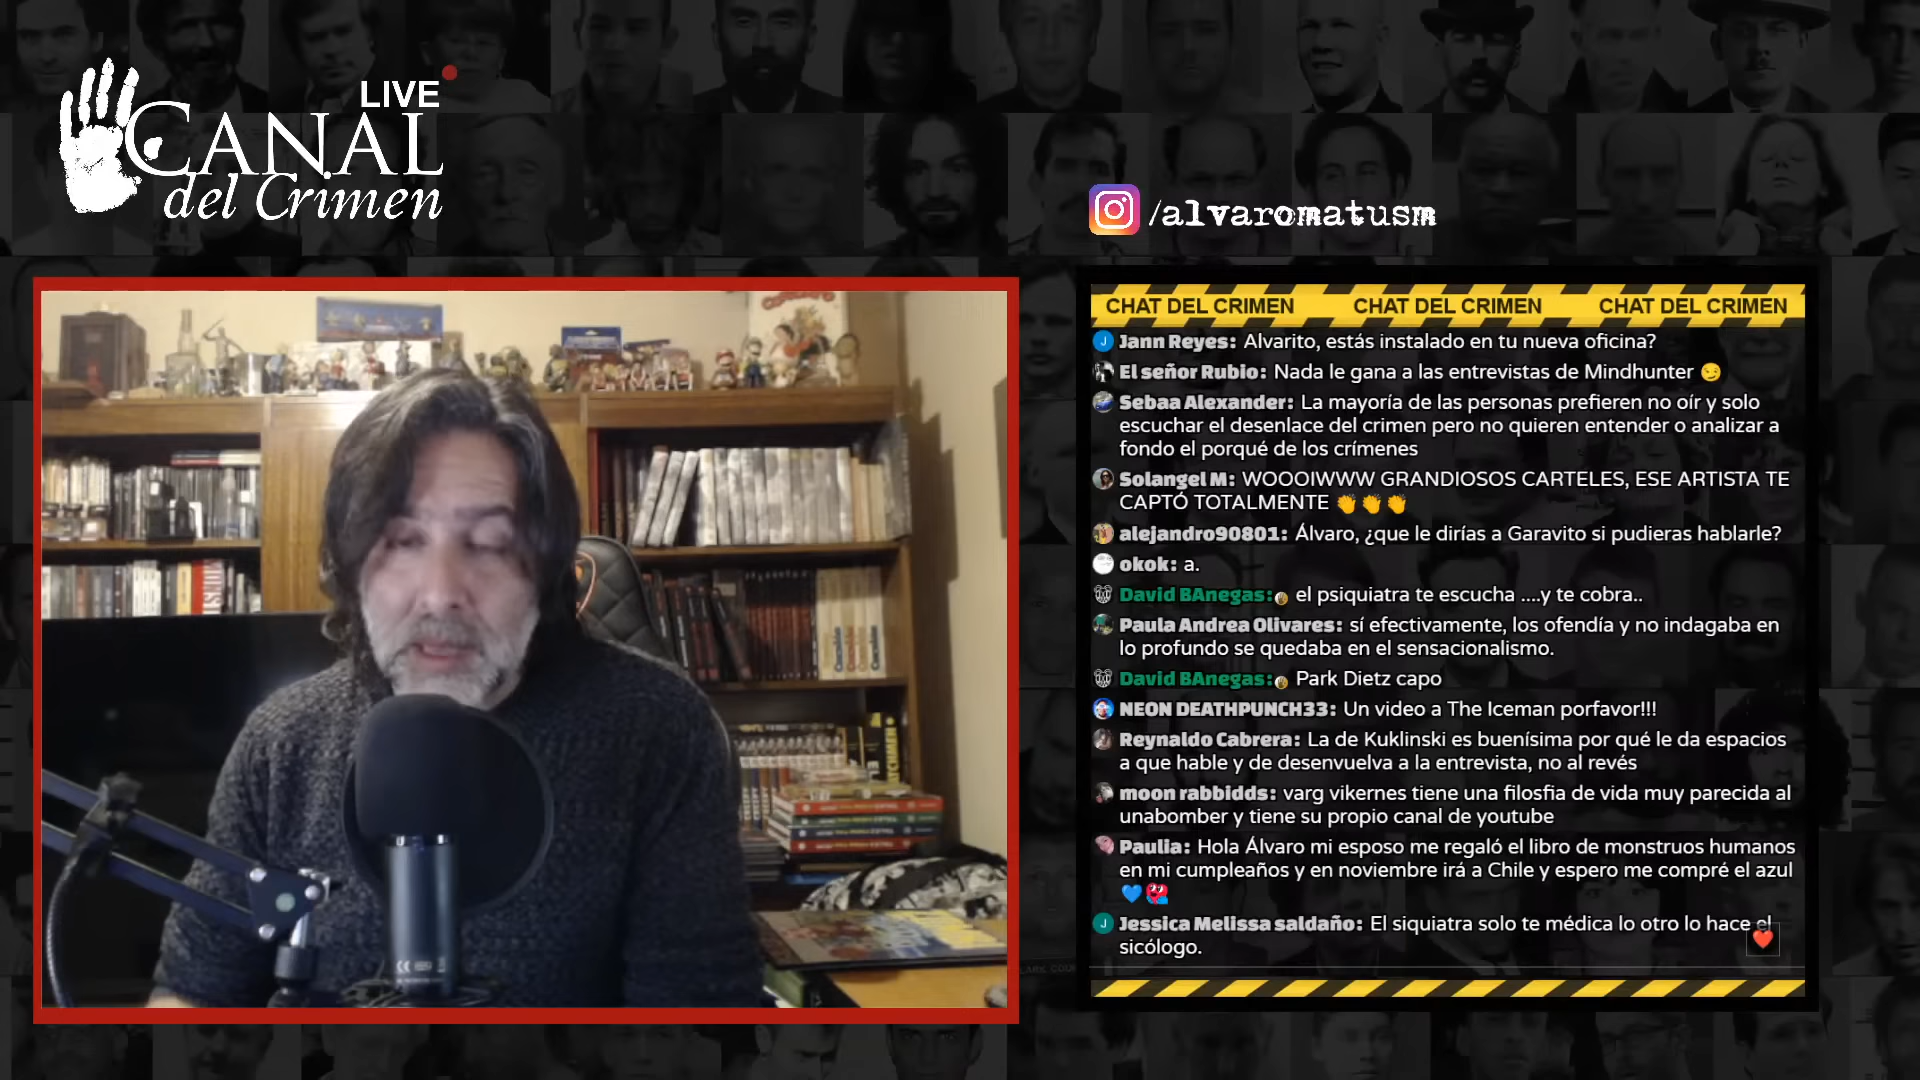 LIVE
CANAL
del Crimen
/alvaromatusm
CHAT DEL CRIMEN CHAT DEL CRIMEN CHAT DEL CRIMEN
J Jann Reyes: Alvarito, estás instalado en tu nueva oficina?
El señor Rubio: Nada le gana a las entrevistas de Mindhunter 😏
Sebaa Alexander: La mayoría de las personas prefieren no oír y solo
escuchar el desenlace del crimen pero no quieren entender o analizar a
fondo el porqué de los crímenes
Solangel M: WOOOIWWW GRANDIOSOS CARTELES, ESE ARTISTA TE
CAPTÓ TOTALMENTE 👏👏👏
alejandro90801: Álvaro, ¿que le dirías a Garavito si pudieras hablarle?
okok: a.
David BAnegas: el psiquiatra te escucha ....y te cobra..
Paula Andrea Olivares: sí efectivamente, los ofendía y no indagaba en
lo profundo se quedaba en el sensacionalismo.
David BAnegas: Park Dietz capo
NEON DEATHPUNCH33: Un video a The Iceman porfavor!!!
Reynaldo Cabrera: La de Kuklinski es buenísima por qué le da espacios
a que hable y de desenvuelva a la entrevista, no al revés
moon rabbidds: varg vikernes tiene una filosfia de vida muy parecida al
unabomber y tiene su propio canal de youtube
Paulia: Hola Álvaro mi esposo me regaló el libro de monstruos humanos
en mi cumpleaños y en noviembre irá a Chile y espero me compré el azul
💙
J Jessica Melissa saldaño: El siquiatra solo te médica lo otro lo hace el
sicólogo.